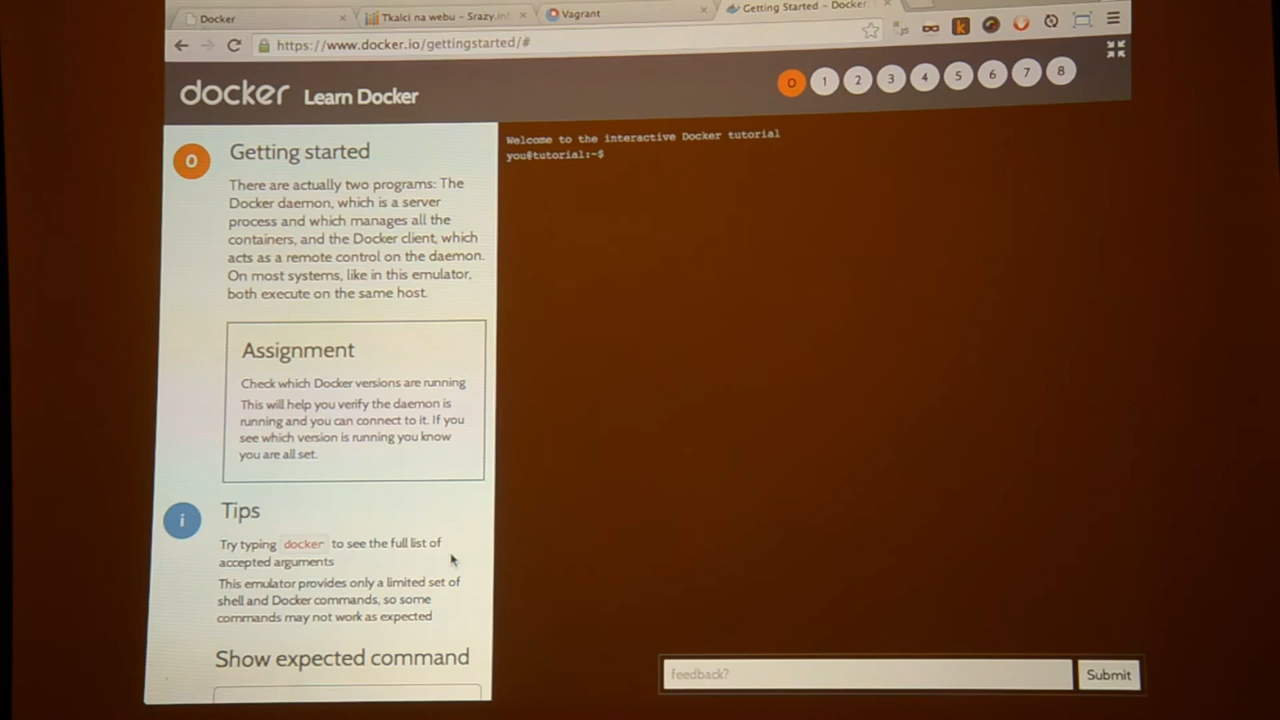 Docker
Tkalci na webu – Srazy.in
Vagrant
Getting Started – Docker
https://www.docker.io/gettingstarted/#
docker Learn Docker
0 1 2 3 4 5 6 7 8
0
Getting started
There are actually two programs: The
Docker daemon, which is a server
process and which manages all the
containers, and the Docker client, which
acts as a remote control on the daemon.
On most systems, like in this emulator,
both execute on the same host.
Assignment
Check which Docker versions are running
This will help you verify the daemon is
running and you can connect to it. If you
see which version is running you know
you are all set.
i
Tips
Try typing docker to see the full list of
accepted arguments
This emulator provides only a limited set of
shell and Docker commands, so some
commands may not work as expected
Show expected command
Welcome to the interactive Docker tutorial
you@tutorial:~$
feedback?
Submit